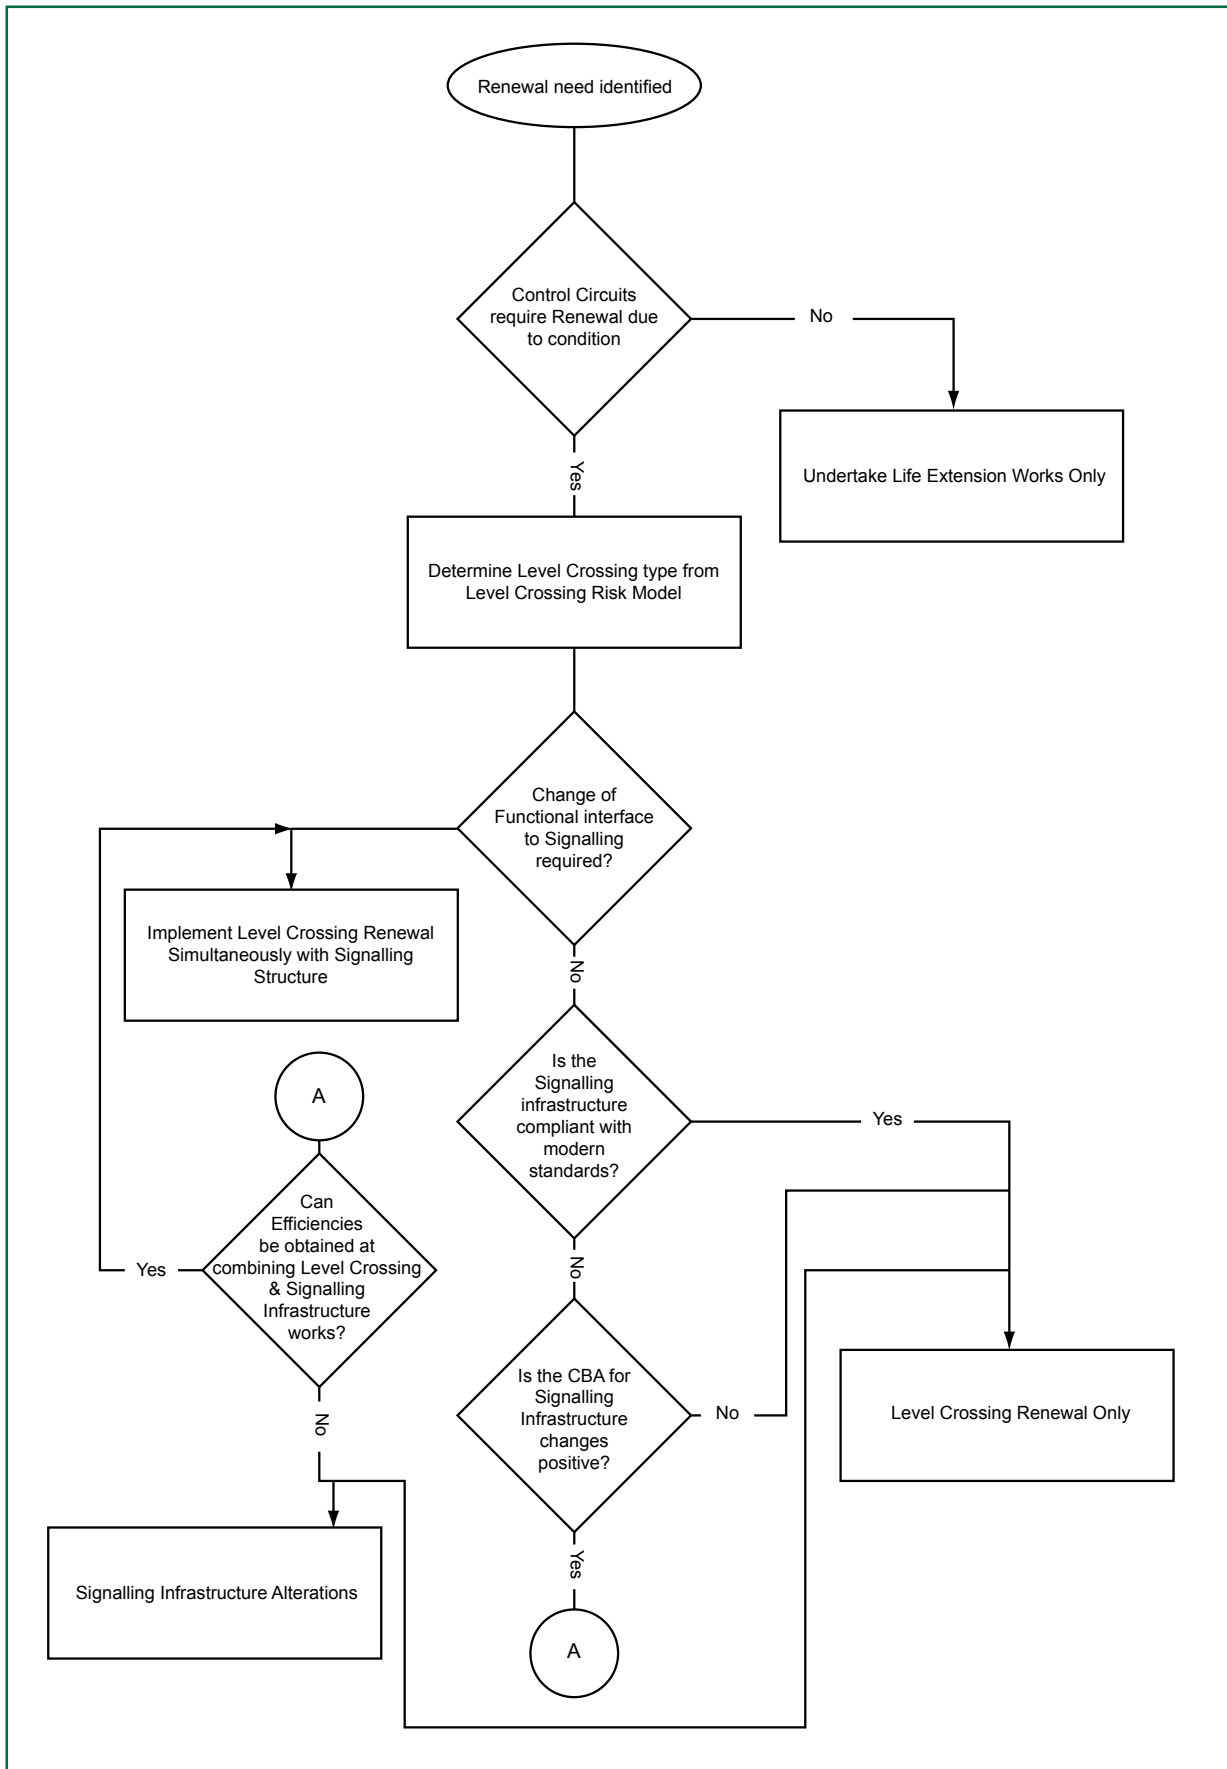 Renewal need identified
Control Circuits
require Renewal due
to condition
No
Undertake Life Extension Works Only
Yes
Determine Level Crossing type from
Level Crossing Risk Model
Change of
Functional interface
to Signalling
required?
Implement Level Crossing Renewal
Simultaneously with Signalling
Structure
No
A
Is the
Signalling
infrastructure
compliant with
modern
standards?
Yes
Can
Efficiencies
be obtained at
combining Level Crossing
& Signalling
Infrastructure
works?
Yes
No
No
Is the CBA for
Signalling
Infrastructure
changes
positive?
No
Level Crossing Renewal Only
Signalling Infrastructure Alterations
Yes
A